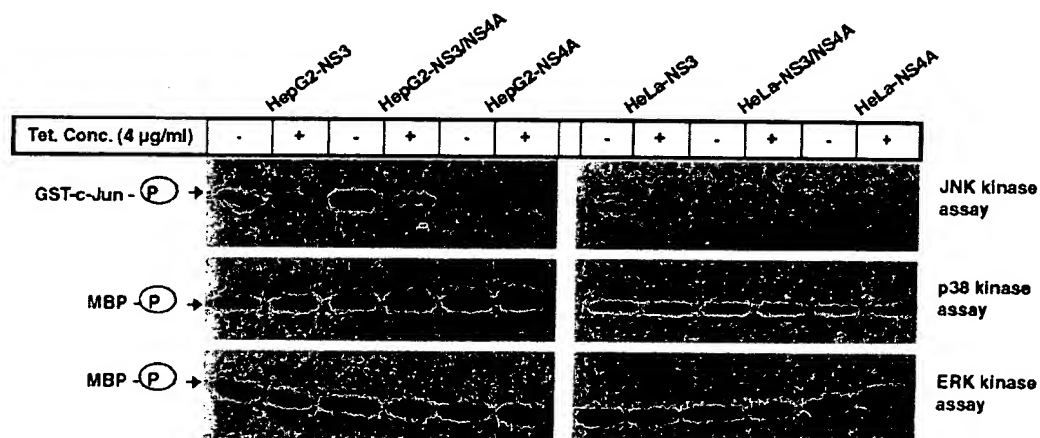 HepG2-NS3
HepG2-NS3/NS4A
HepG2-NS4A
HeLa-NS3
HeLa-NS3/NS4A
HeLa-NS4A
Tet. Conc. (4 µg/ml) - + - + - + - + - + - +
GST-c-Jun - P
JNK kinase
assay
MBP - P
p38 kinase
assay
MBP - P
ERK kinase
assay